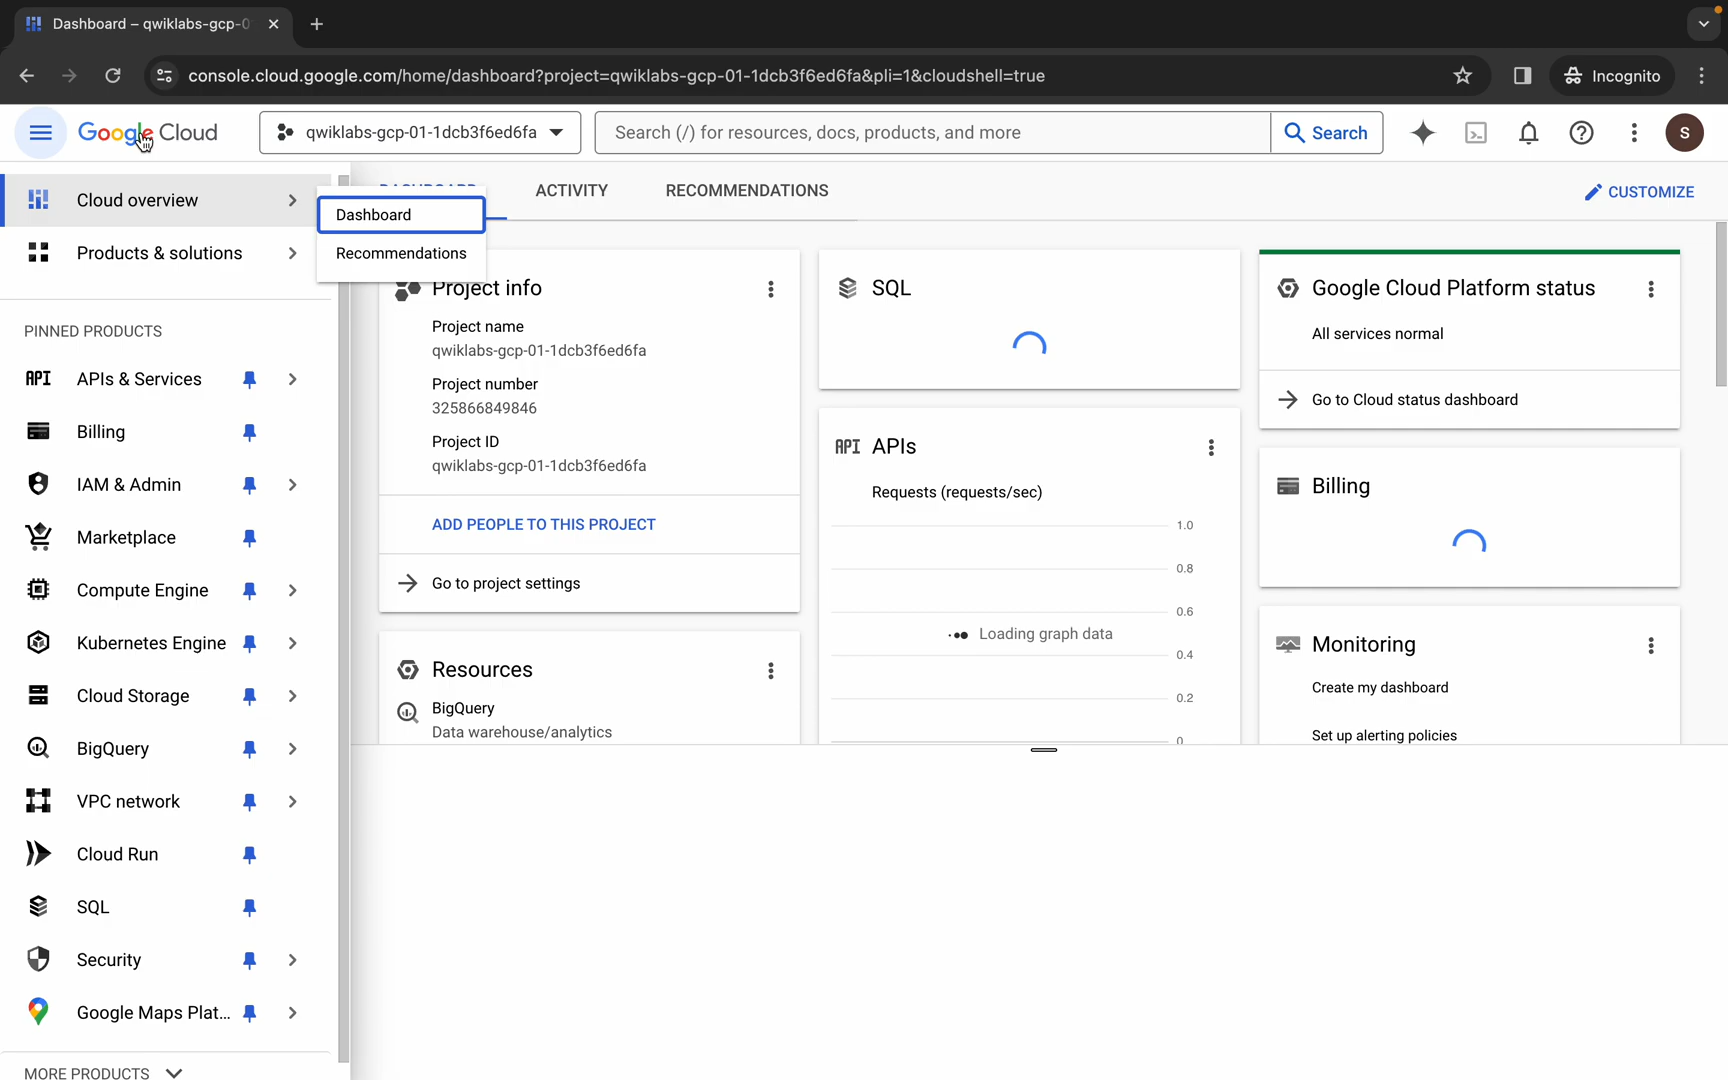 Dashboard – qwiklabs-gcp-0
console.cloud.google.com/home/dashboard?project=qwiklabs-gcp-01-1dcb3f6ed6fa&pli=1&cloudshell=true
Incognito
Google Cloud
qwiklabs-gcp-01-1dcb3f6ed6fa
Search (/) for resources, docs, products, and more
Search
S
Cloud overview
Products & solutions
PINNED PRODUCTS
API APIs & Services
Billing
IAM & Admin
Marketplace
Compute Engine
Kubernetes Engine
Cloud Storage
BigQuery
VPC network
Cloud Run
SQL
Security
Google Maps Plat...
MORE PRODUCTS
Dashboard
Recommendations
DASHBOARD
ACTIVITY
RECOMMENDATIONS
CUSTOMIZE
Project info
Project name
qwiklabs-gcp-01-1dcb3f6ed6fa
Project number
325866849846
Project ID
qwiklabs-gcp-01-1dcb3f6ed6fa
ADD PEOPLE TO THIS PROJECT
Go to project settings
Resources
BigQuery
Data warehouse/analytics
SQL
API APIs
Requests (requests/sec)
1.0
0.8
0.6
Loading graph data
0.4
0.2
0
Google Cloud Platform status
All services normal
Go to Cloud status dashboard
Billing
Monitoring
Create my dashboard
Set up alerting policies